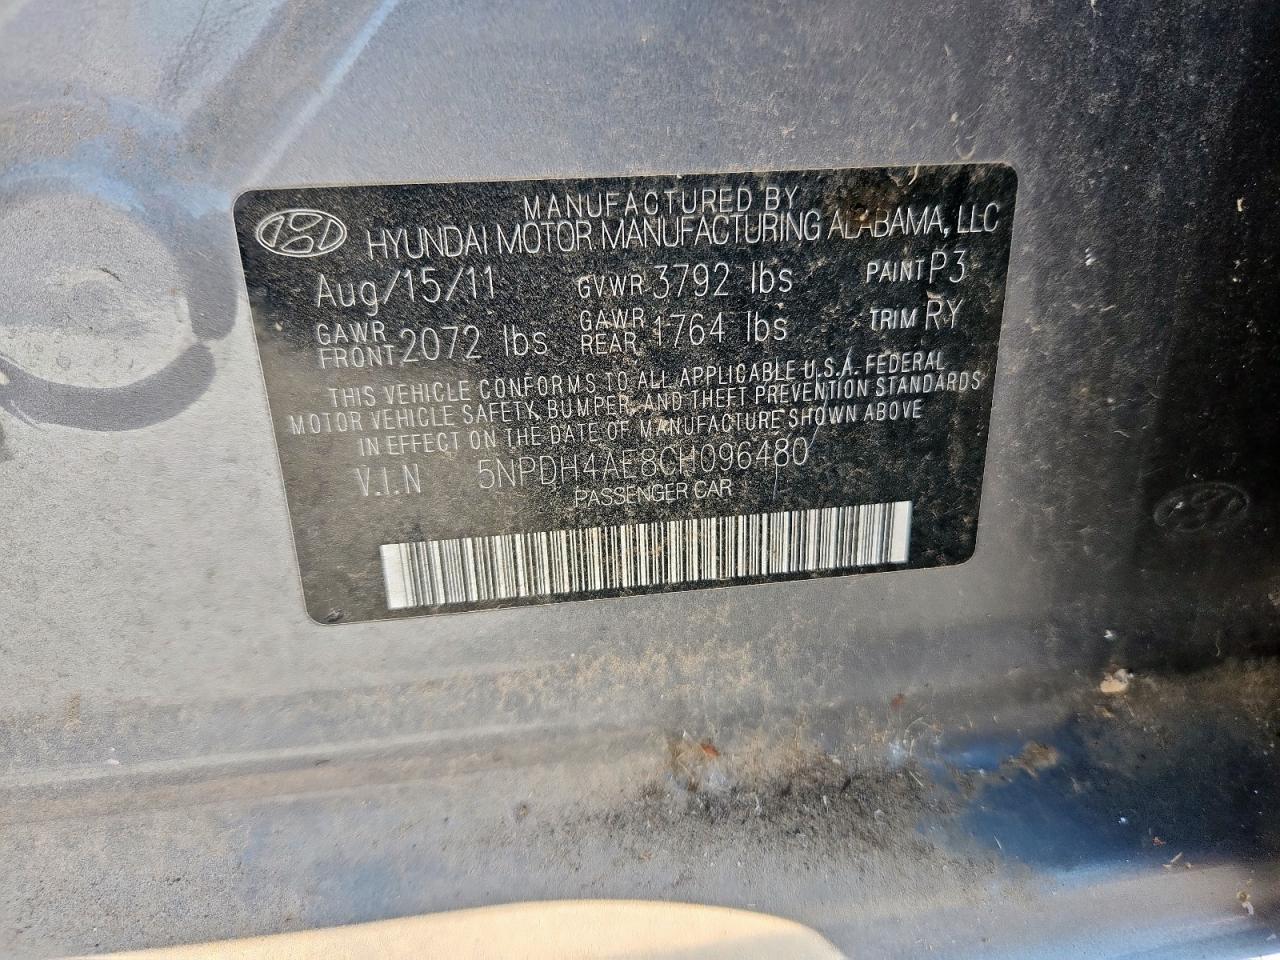 MANUFACTURED BY
HYUNDAI MOTOR MANUFACTURING ALABAMA, LLC
Aug/15/11 GVWR 3792 lbs PAINT P3
GAWR FRONT 2072 lbs GAWR REAR 1764 lbs TRIM RY
THIS VEHICLE CONFORMS TO ALL APPLICABLE U.S.A. FEDERAL
MOTOR VEHICLE SAFETY, BUMPER, AND THEFT PREVENTION STANDARDS
IN EFFECT ON THE DATE OF MANUFACTURE SHOWN ABOVE
V.I.N 5NPDH4AE8CH096480
PASSENGER CAR